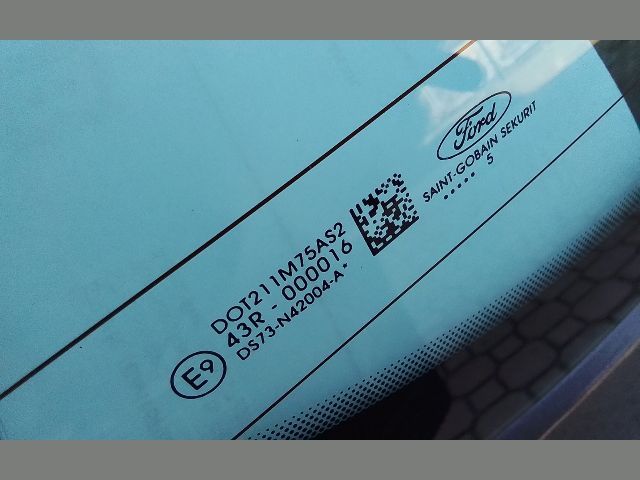 Ford
SAINT-GOBAIN SEKURIT
..... 5
DOT211M75AS2
43R - 000016
DS73-N42004-A*
E9